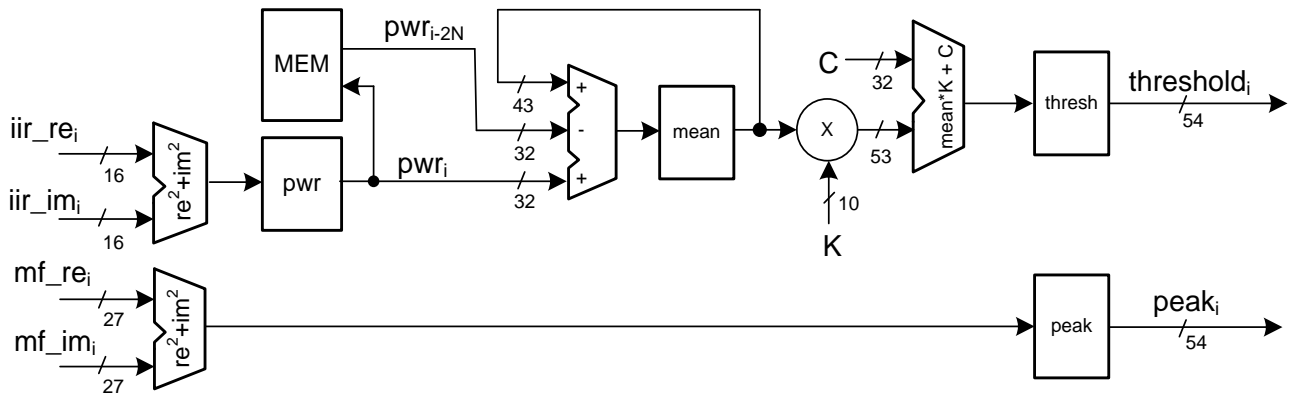 pwrᵢ₋₂ₙ
MEM
C
32
mean*K + C
thresh
thresholdᵢ
54
+
43
-
32
+
32
mean
X
53
10
K
iir_reᵢ
16
iir_imᵢ
16
re²+im²
pwr
pwrᵢ
mf_reᵢ
27
mf_imᵢ
27
re²+im²
peak
peakᵢ
54